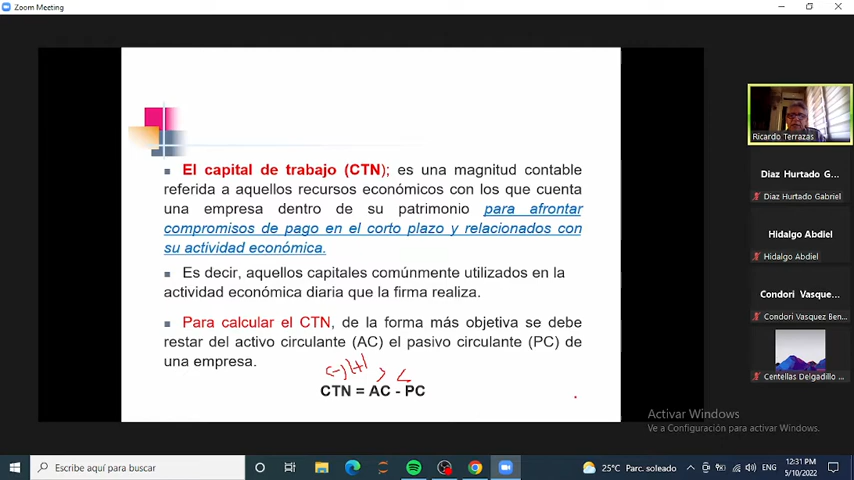 Zoom Meeting
El capital de trabajo (CTN); es una magnitud contable
referida a aquellos recursos económicos con los que cuenta
una empresa dentro de su patrimonio para afrontar
compromisos de pago en el corto plazo y relacionados con
su actividad económica.
Es decir, aquellos capitales comúnmente utilizados en la
actividad económica diaria que la firma realiza.
Para calcular el CTN, de la forma más objetiva se debe
restar del activo circulante (AC) el pasivo circulante (PC) de
una empresa.
(-) (+) > <
CTN = AC - PC
Ricardo Terrazas
Diaz Hurtado G...
Diaz Hurtado Gabriel
Hidalgo Abdiel
Hidalgo Abdiel
Condori Vasque...
Condori Vasquez Ben...
Centellas Delgadillo ...
Activar Windows
Ve a Configuración para activar Windows.
Escribe aquí para buscar
25°C Parc. soleado
ENG
12:31 PM
5/10/2022